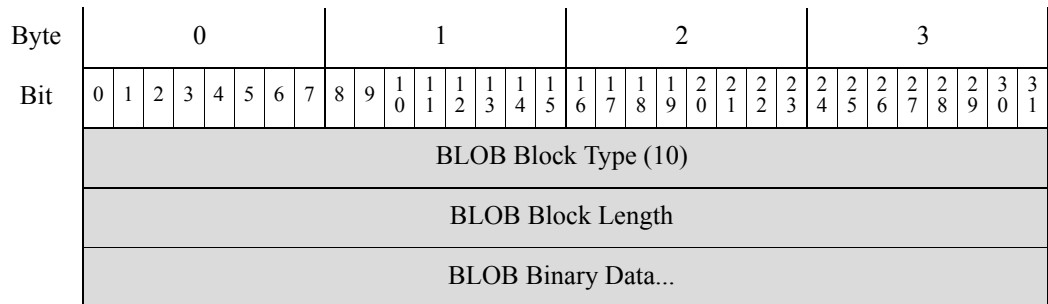 Byte 0 1 2 3
Bit 0 1 2 3 4 5 6 7 8 9 10 11 12 13 14 15 16 17 18 19 20 21 22 23 24 25 26 27 28 29 30 31
BLOB Block Type (10)
BLOB Block Length
BLOB Binary Data...